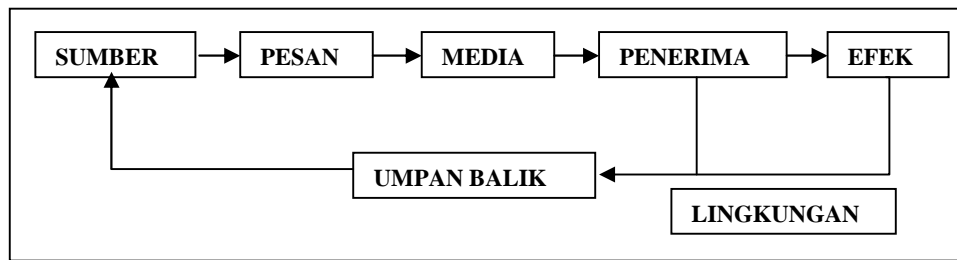 SUMBER
PESAN
MEDIA
PENERIMA
EFEK
UMPAN BALIK
LINGKUNGAN